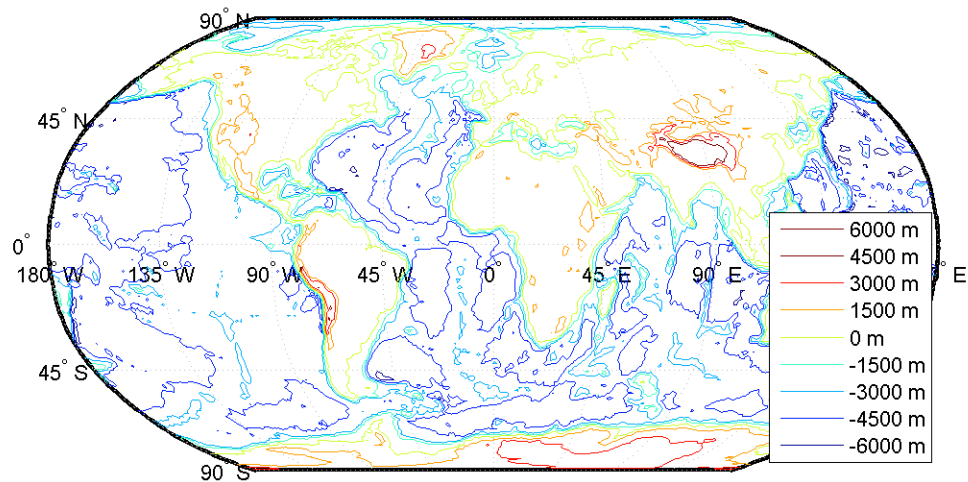 90° N
45° N
0°
180° W
135° W
90° W
45° W
0°
45° E
90° E
° E
45° S
90° S
6000 m
4500 m
3000 m
1500 m
0 m
-1500 m
-3000 m
-4500 m
-6000 m